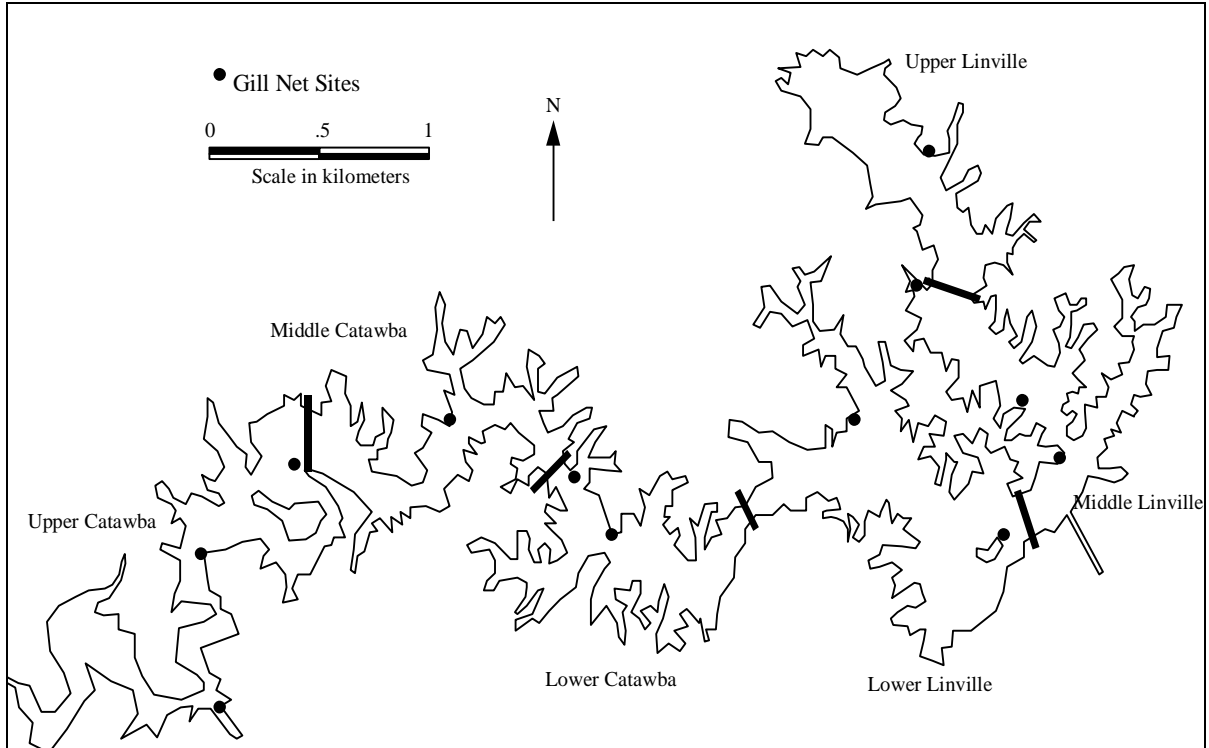 Upper Linville
Gill Net Sites
N
0 .5 1
Scale in kilometers
Middle Catawba
Upper Catawba
Middle Linville
Lower Catawba
Lower Linville